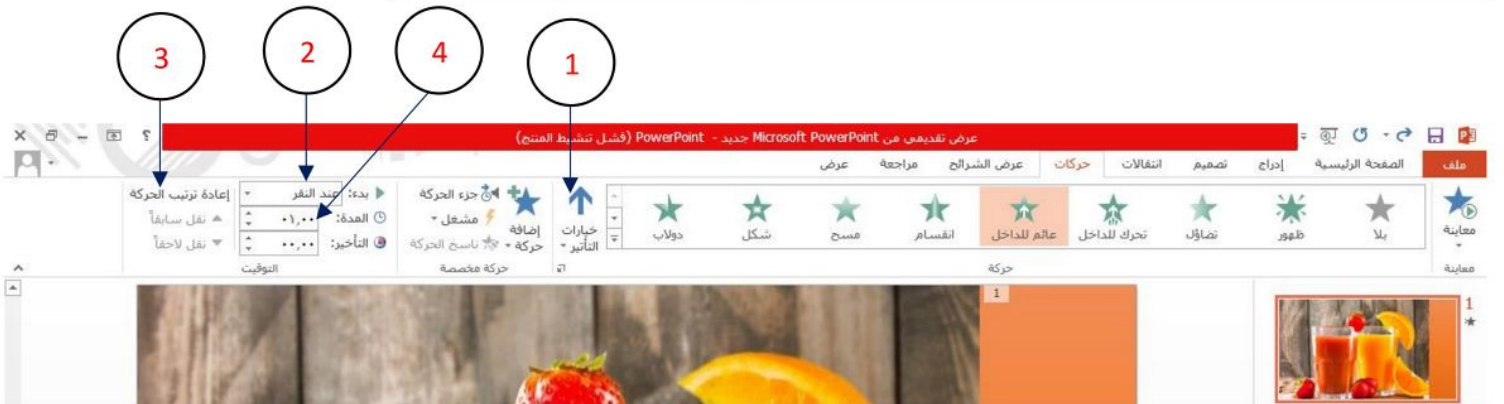 3 2 4 1
عرض تقديمي من Microsoft PowerPoint جديد - PowerPoint (فشل تنشيط المنتج)
ملف الصفحة الرئيسية إدراج تصميم انتقالات حركات عرض الشرائح مراجعة عرض
معاينة
بلا ظهور تضاؤل تحرك للداخل عائم للداخل انقسام مسح شكل دولاب
خيارات التأثير
إضافة حركة
جزء الحركة
مشغل
ناسخ الحركة
بدء: عند النقر
المدة: ٠١,٠٠
التأخير: ٠٠,٠٠
إعادة ترتيب الحركة
نقل سابقاً
نقل لاحقاً
معاينة حركة حركة مخصصة التوقيت
1
1